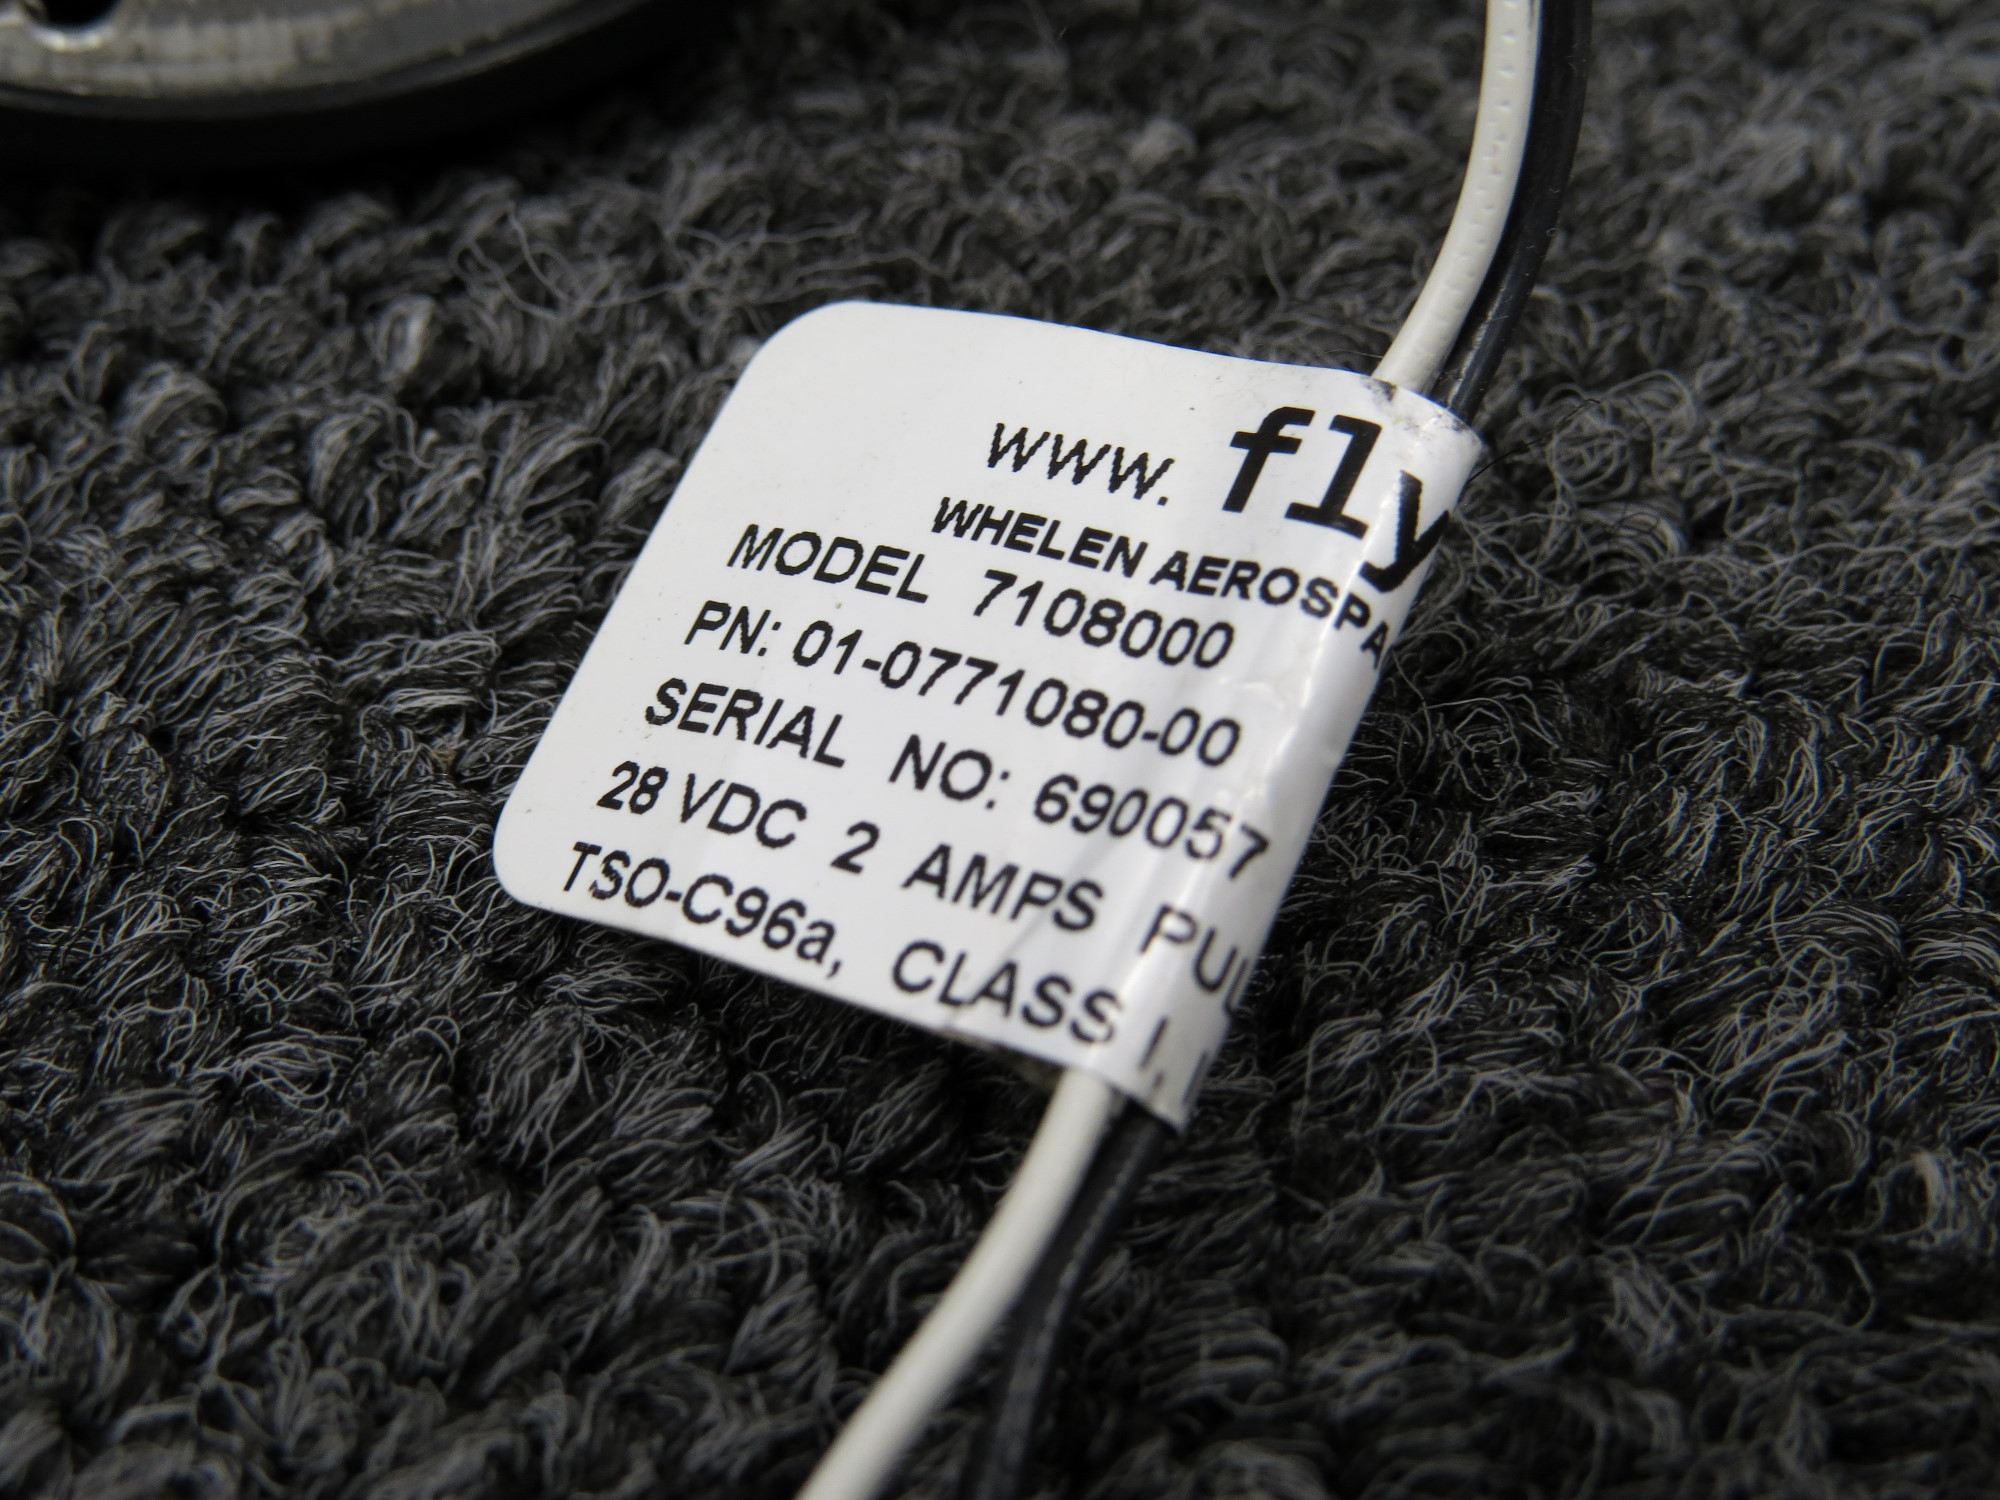 www. fly
WHELEN AEROSPA
MODEL 7108000
PN: 01-0771080-00
SERIAL NO: 690057
28 VDC 2 AMPS PUL
TSO-C96a, CLASS I,